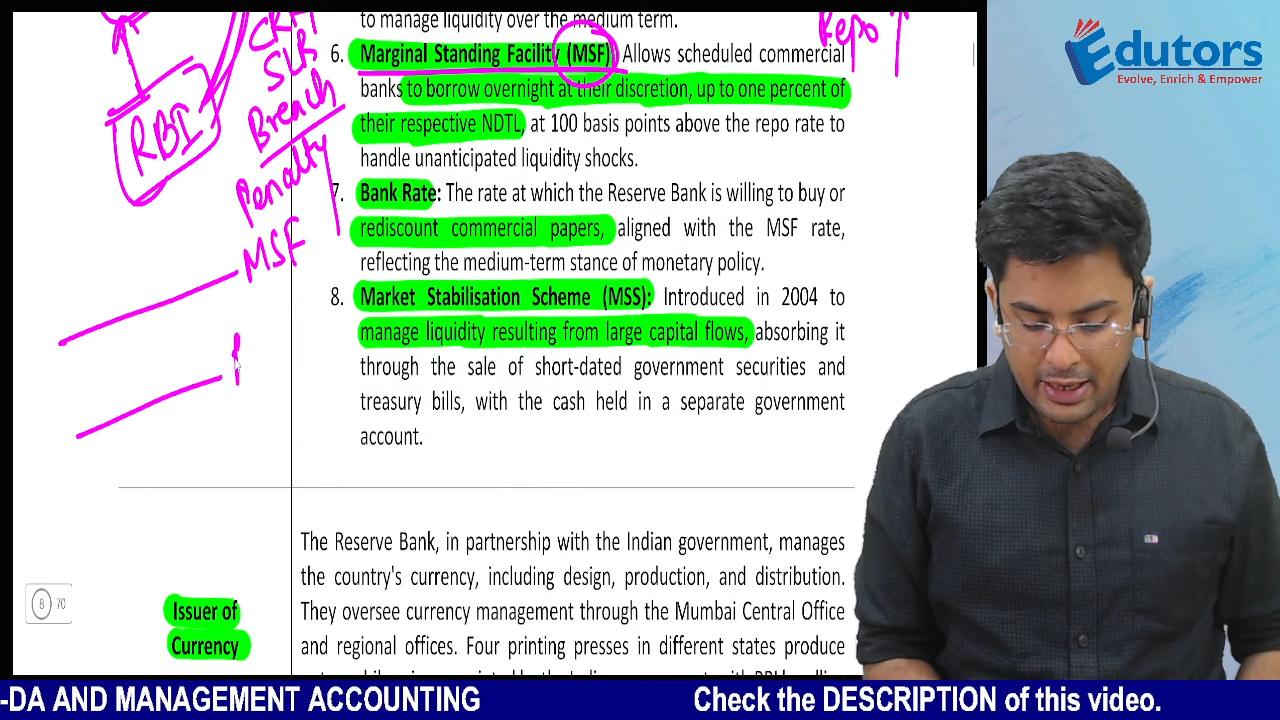 to manage liquidity over the medium term.
6. Marginal Standing Facility (MSF): Allows scheduled commercial
banks to borrow overnight at their discretion, up to one percent of
their respective NDTL, at 100 basis points above the repo rate to
handle unanticipated liquidity shocks.
7. Bank Rate: The rate at which the Reserve Bank is willing to buy or
rediscount commercial papers, aligned with the MSF rate,
reflecting the medium-term stance of monetary policy.
8. Market Stabilisation Scheme (MSS): Introduced in 2004 to
manage liquidity resulting from large capital flows, absorbing it
through the sale of short-dated government securities and
treasury bills, with the cash held in a separate government
account.
Repo
SLR
Breach
RBI
Penalty
MSF
The Reserve Bank, in partnership with the Indian government, manages
the country's currency, including design, production, and distribution.
They oversee currency management through the Mumbai Central Office
and regional offices. Four printing presses in different states produce
Issuer of
Currency
8 70
Edutors
Evolve, Enrich & Empower
-DA AND MANAGEMENT ACCOUNTING
Check the DESCRIPTION of this video.